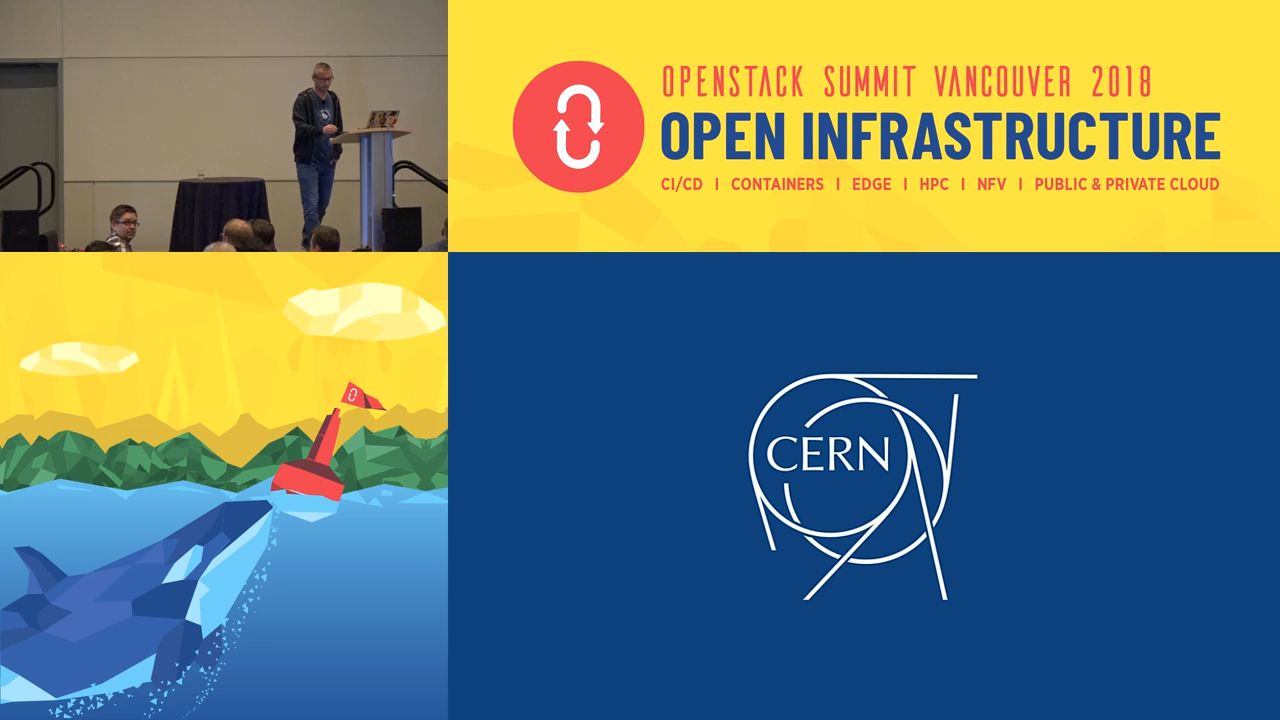 OPENSTACK SUMMIT VANCOUVER 2018
OPEN INFRASTRUCTURE
CI/CD | CONTAINERS | EDGE | HPC | NFV | PUBLIC & PRIVATE CLOUD
CERN